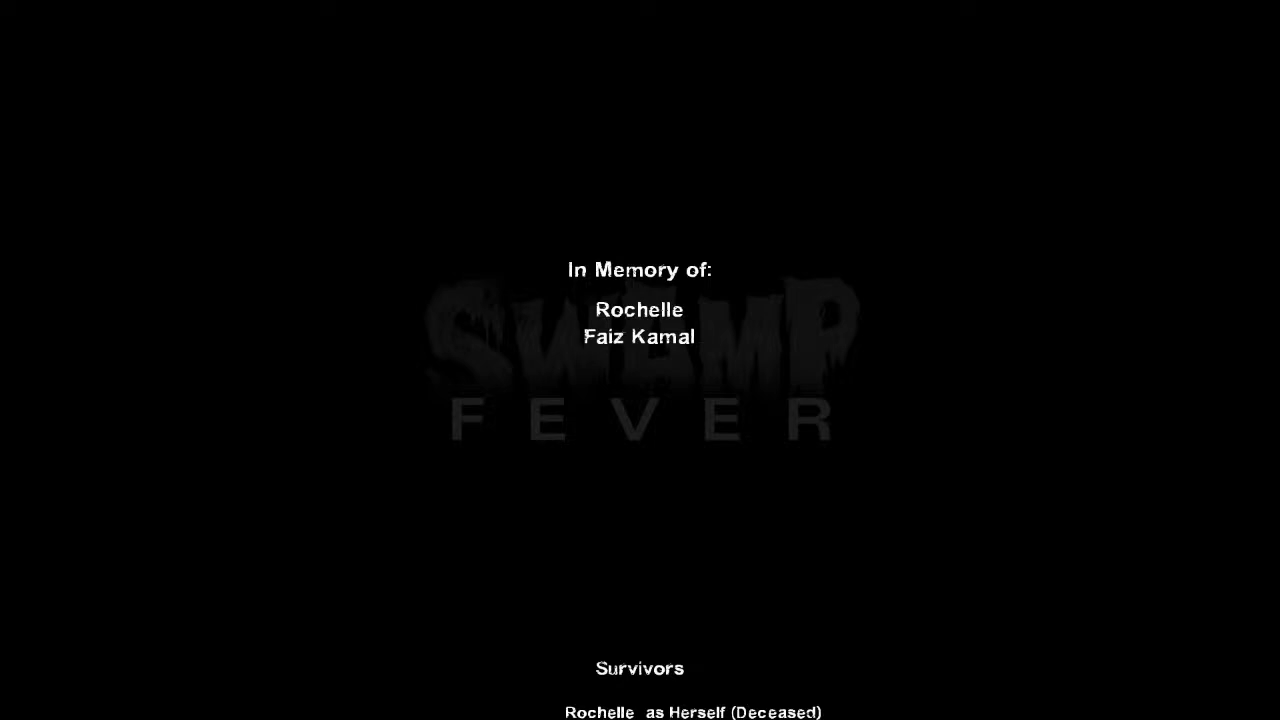 In Memory of:
Rochelle
Faiz Kamal
SWAMP
FEVER
Survivors
Rochelle as Herself (Deceased)